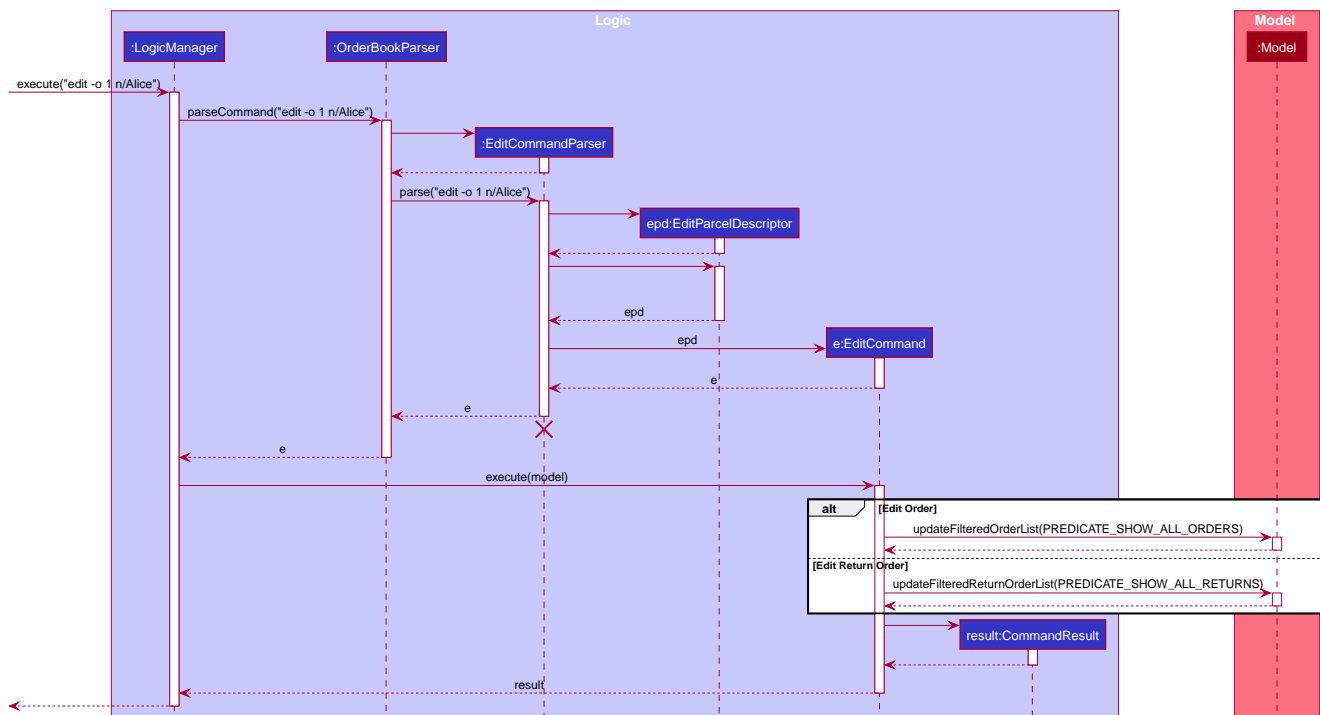 Logic
Model
:LogicManager
:OrderBookParser
:Model
execute("edit -o 1 n/Alice")
parseCommand("edit -o 1 n/Alice")
:EditCommandParser
parse("edit -o 1 n/Alice")
epd:EditParcelDescriptor
epd
epd
e:EditCommand
e
e
e
execute(model)
alt
[Edit Order]
updateFilteredOrderList(PREDICATE_SHOW_ALL_ORDERS)
[Edit Return Order]
updateFilteredReturnOrderList(PREDICATE_SHOW_ALL_RETURNS)
result:CommandResult
result